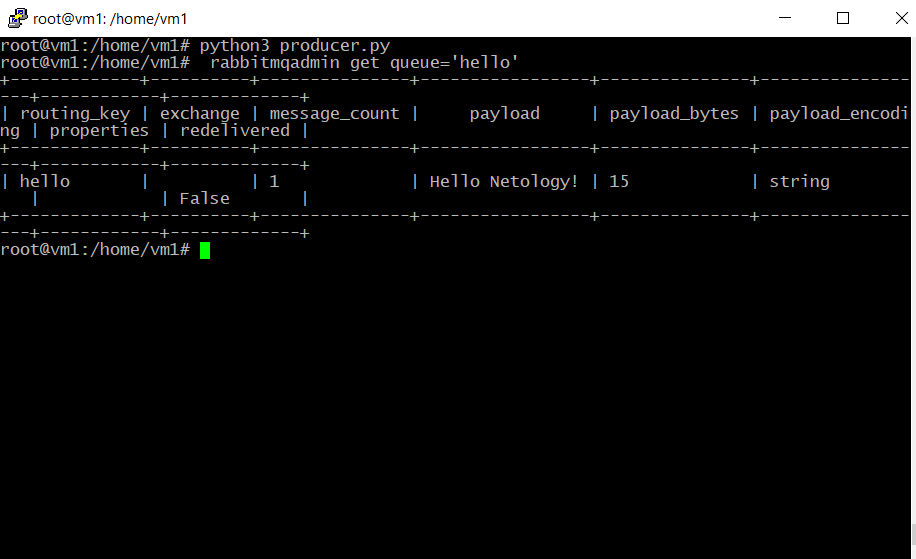 root@vm1: /home/vm1
root@vm1:/home/vm1# python3 producer.py
root@vm1:/home/vm1#  rabbitmqadmin get queue='hello'
+-------------+----------+---------------+-----------------+---------------+---------------
---+------------+-------------+
| routing_key | exchange | message_count |     payload     | payload_bytes | payload_encodi
ng | properties | redelivered |
+-------------+----------+---------------+-----------------+---------------+---------------
---+------------+-------------+
| hello       |          | 1             | Hello Netology! | 15            | string
   |            | False       |
+-------------+----------+---------------+-----------------+---------------+---------------
---+------------+-------------+
root@vm1:/home/vm1#